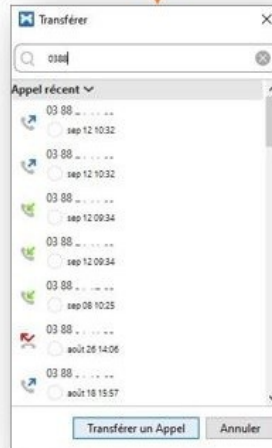 Transférer
0388
Appel récent
03 88
sep 12 10:32
03 88
sep 12 10:32
03 88
sep 12 09:34
03 88
sep 12 09:34
03 88
sep 08 10:25
03 88
août 26 14:06
03 88
août 18 15:57
Transférer un Appel
Annuler